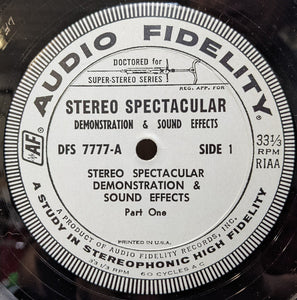 AUDIO FIDELITY®
DOCTORED for
SUPER-STEREO SERIES!
REG. APP. FOR
STEREO SPECTACULAR
DEMONSTRATION & SOUND EFFECTS
AF
DFS 7777-A
SIDE 1
33⅓
RPM
RIAA
STEREO SPECTACULAR
DEMONSTRATION &
SOUND EFFECTS
Part One
PRINTED IN U.S.A.
A PRODUCT OF AUDIO FIDELITY RECORDS, INC.
33 1/3 RPM 60 CYCLES A.C.
A STUDY IN STEREOPHONIC HIGH FIDELITY